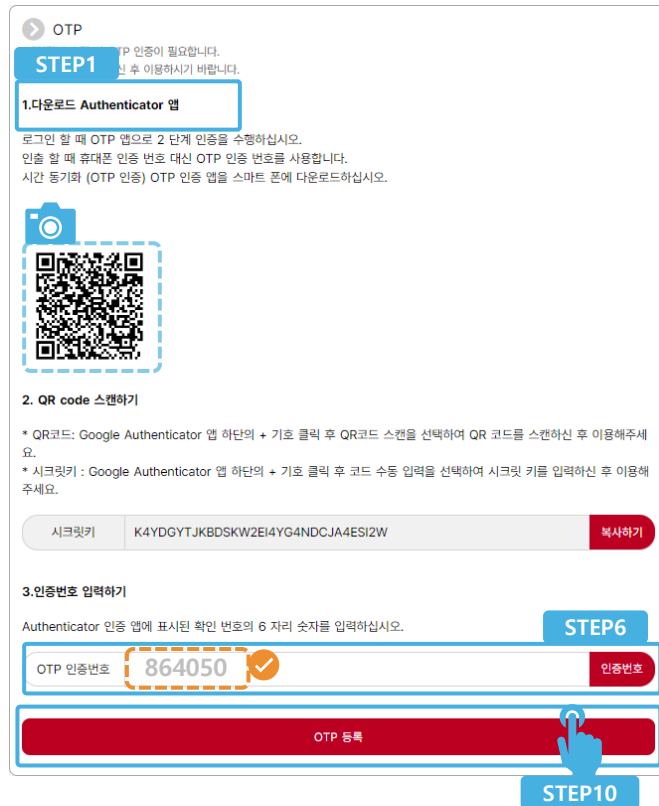 OTP
TP 인증이 필요합니다.
STEP1
신 후 이용하시기 바랍니다.
1.다운로드 Authenticator 앱
로그인 할 때 OTP 앱으로 2 단계 인증을 수행하십시오.
인출 할 때 휴대폰 인증 번호 대신 OTP 인증 번호를 사용합니다.
시간 동기화 (OTP 인증) OTP 인증 앱을 스마트 폰에 다운로드하십시오.
2. QR code 스캔하기
* QR코드: Google Authenticator 앱 하단의 + 기호 클릭 후 QR코드 스캔을 선택하여 QR 코드를 스캔하신 후 이용해주세
요.
* 시크릿키 : Google Authenticator 앱 하단의 + 기호 클릭 후 코드 수동 입력을 선택하여 시크릿 키를 입력하신 후 이용해
주세요.
시크릿키 K4YDGYTJKBDSKW2EI4YG4NDCJA4ESI2W 복사하기
3.인증번호 입력하기
Authenticator 인증 앱에 표시된 확인 번호의 6 자리 숫자를 입력하십시오.
STEP6
OTP 인증번호 864050 인증번호
OTP 등록
STEP10